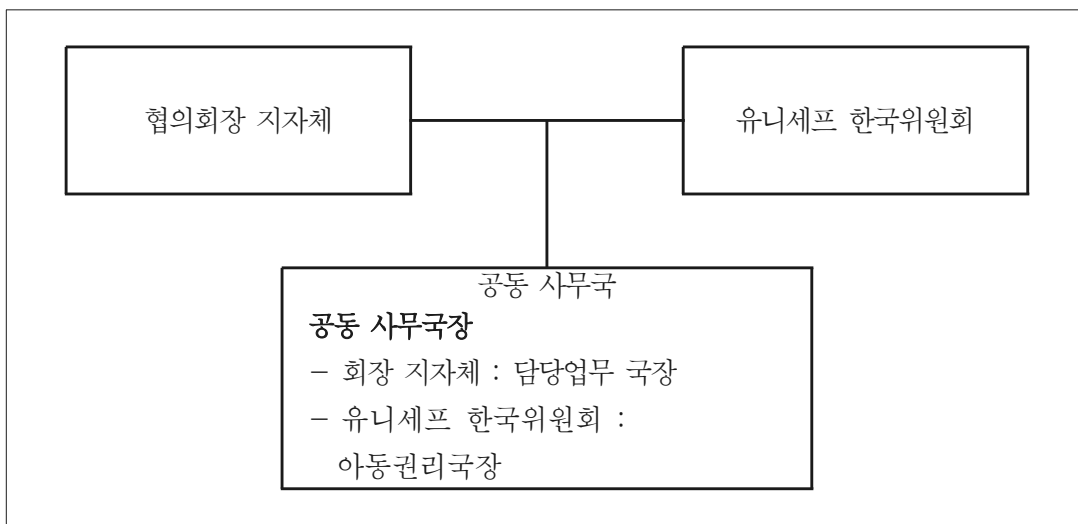 협의회장 지자체
유니세프 한국위원회
공동 사무국
공동 사무국장
- 회장 지자체 : 담당업무 국장
- 유니세프 한국위원회 :
아동권리국장